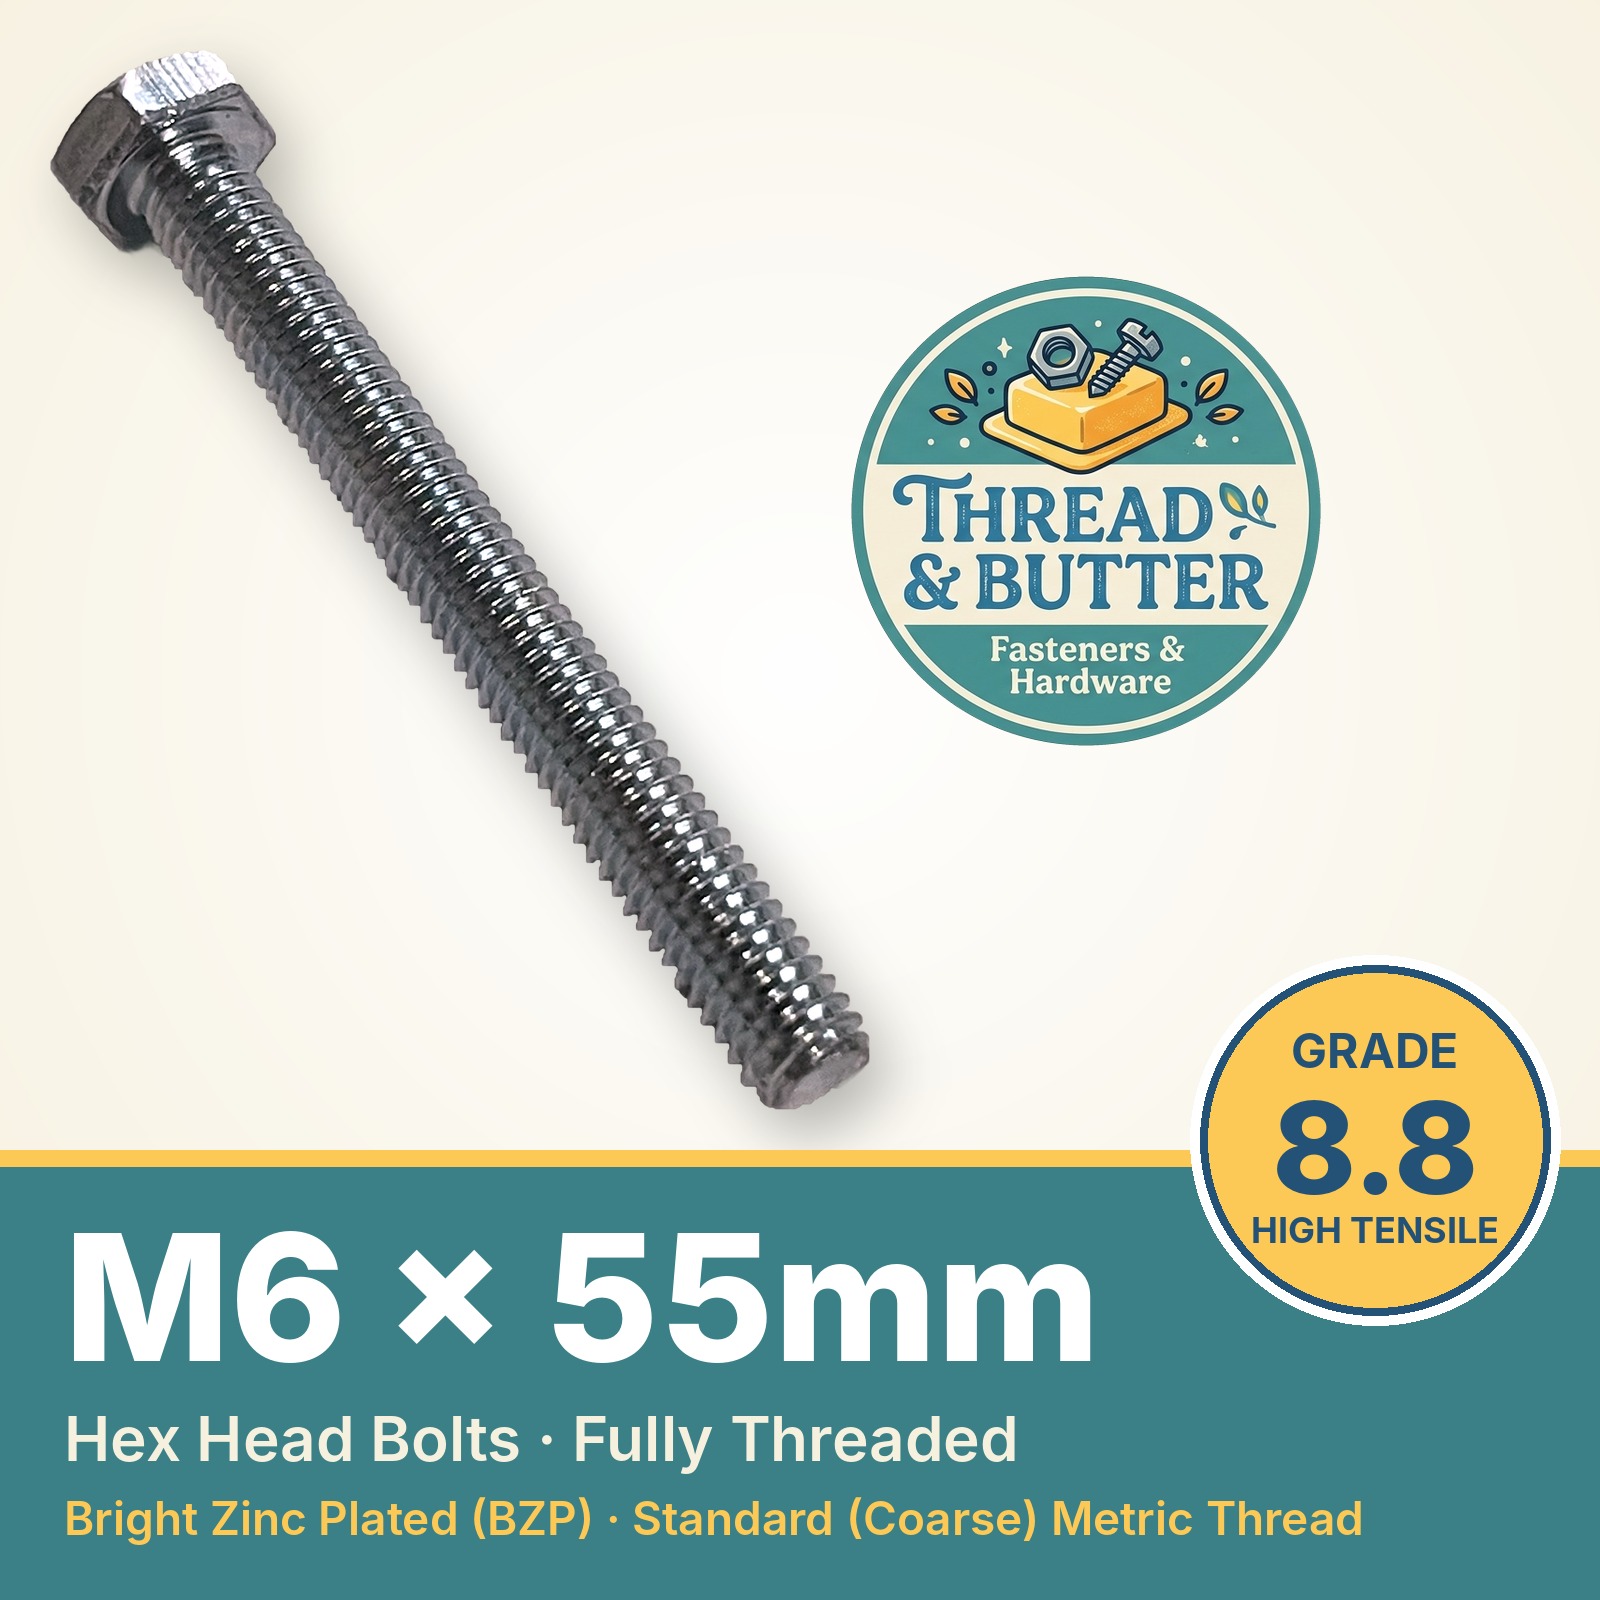 THREAD
& BUTTER
Fasteners &
Hardware
GRADE
8.8
HIGH TENSILE
M6 × 55mm
Hex Head Bolts · Fully Threaded
Bright Zinc Plated (BZP) · Standard (Coarse) Metric Thread